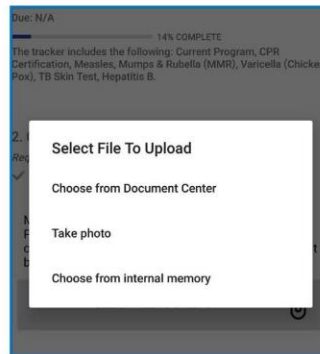 Due: N/A
14% COMPLETE
The tracker includes the following: Current Program, CPR
Certification, Measles, Mumps & Rubella (MMR), Varicella (Chicke
Pox), TB Skin Test, Hepatitis B.
2.
Req
Select File To Upload
Choose from Document Center
Take photo
Choose from internal memory